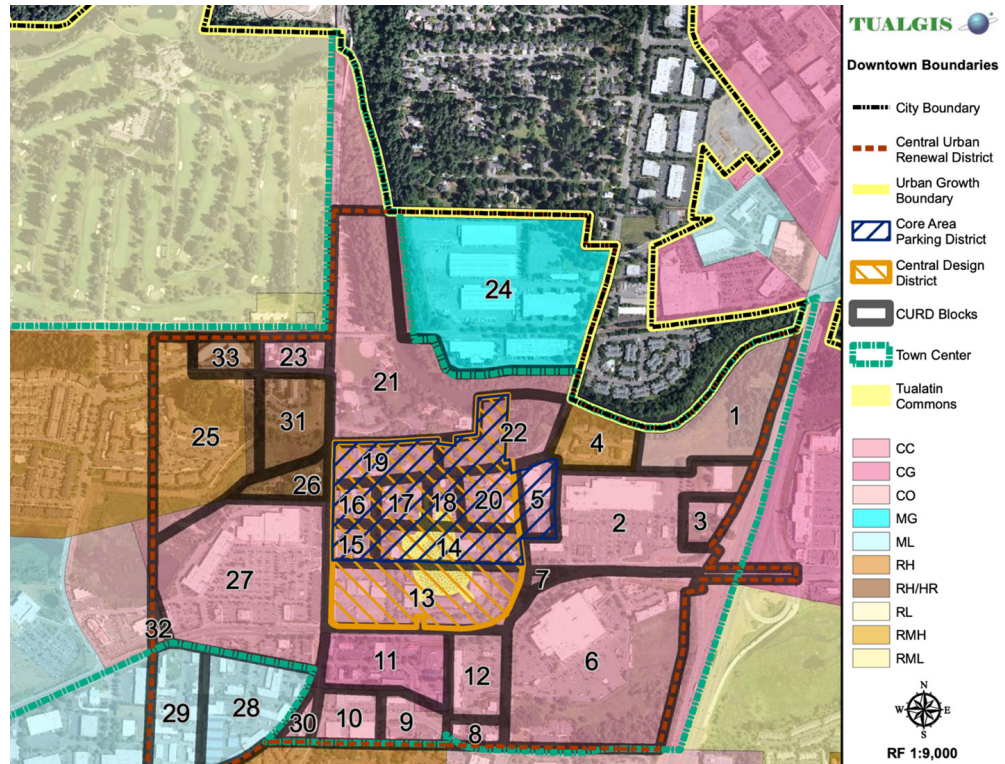 TUALGIS
Downtown Boundaries
City Boundary
Central Urban
Renewal District
Urban Growth
Boundary
Core Area
Parking District
Central Design
District
CURD Blocks
Town Center
Tualatin
Commons
CC
CG
CO
MG
ML
RH
RH/HR
RL
RMH
RML
N
W
E
S
RF 1:9,000
24
33
23
21
1
25
31
22
4
19
26
16
17
18
20
5
2
3
15
14
27
7
13
32
11
12
6
29
28
30
10
9
8